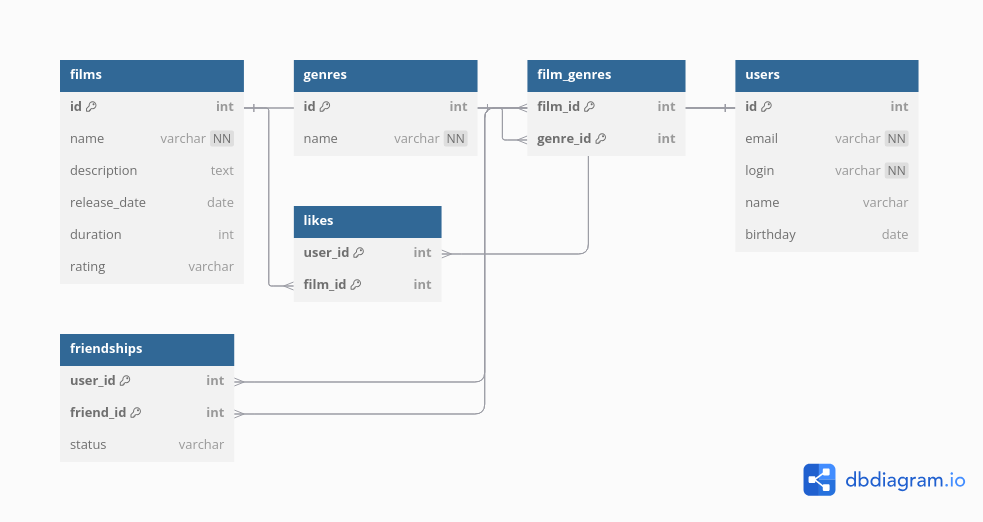 films
id int
name varchar NN
description text
release_date date
duration int
rating varchar
genres
id int
name varchar NN
film_genres
film_id int
genre_id int
users
id int
email varchar NN
login varchar NN
name varchar
birthday date
likes
user_id int
film_id int
friendships
user_id int
friend_id int
status varchar
dbdiagram.io